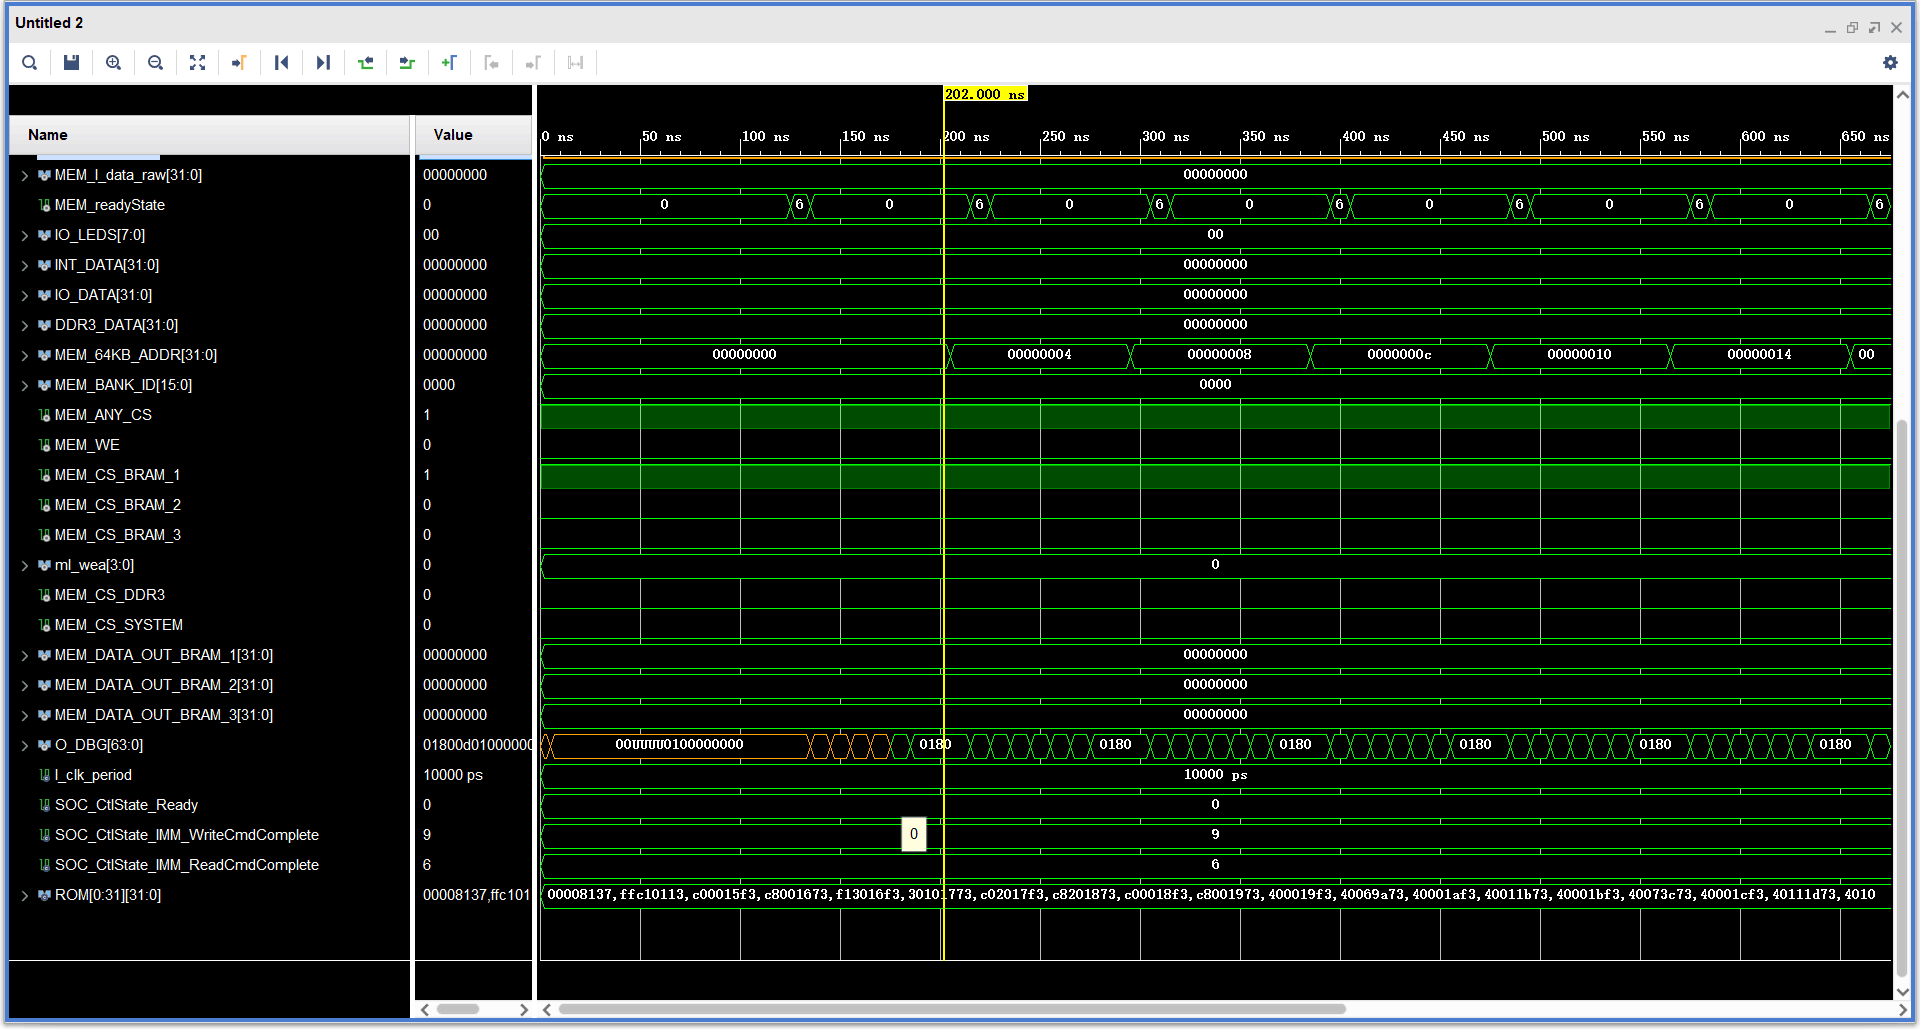 Untitled 2
202.000 ns
Name Value 0 ns 50 ns 100 ns 150 ns 200 ns 250 ns 300 ns 350 ns 400 ns 450 ns 500 ns 550 ns 600 ns 650 ns
MEM_I_data_raw[31:0] 00000000 00000000
MEM_readyState 0 0 6 0 6 0 6 0 6 0 6 0 6 0 6
IO_LEDS[7:0] 00 00
INT_DATA[31:0] 00000000 00000000
IO_DATA[31:0] 00000000 00000000
DDR3_DATA[31:0] 00000000 00000000
MEM_64KB_ADDR[31:0] 00000000 00000000 00000004 00000008 0000000c 00000010 00000014 00
MEM_BANK_ID[15:0] 0000 0000
MEM_ANY_CS 1
MEM_WE 0
MEM_CS_BRAM_1 1
MEM_CS_BRAM_2 0
MEM_CS_BRAM_3 0
ml_wea[3:0] 0 0
MEM_CS_DDR3 0
MEM_CS_SYSTEM 0
MEM_DATA_OUT_BRAM_1[31:0] 00000000 00000000
MEM_DATA_OUT_BRAM_2[31:0] 00000000 00000000
MEM_DATA_OUT_BRAM_3[31:0] 00000000 00000000
O_DBG[63:0] 01800d01000000 00UUUU0100000000 0180 0180 0180 0180 0180 0180
I_clk_period 10000 ps 10000 ps
SOC_CtlState_Ready 0 0
SOC_CtlState_IMM_WriteCmdComplete 9 0 9
SOC_CtlState_IMM_ReadCmdComplete 6 6
ROM[0:31][31:0] 00008137,ffc101 00008137,ffc10113,c00015f3,c8001673,f13016f3,30101773,c02017f3,c8201873,c00018f3,c8001973,400019f3,40069a73,40001af3,40011b73,40001bf3,40073c73,40001cf3,40111d73,4010